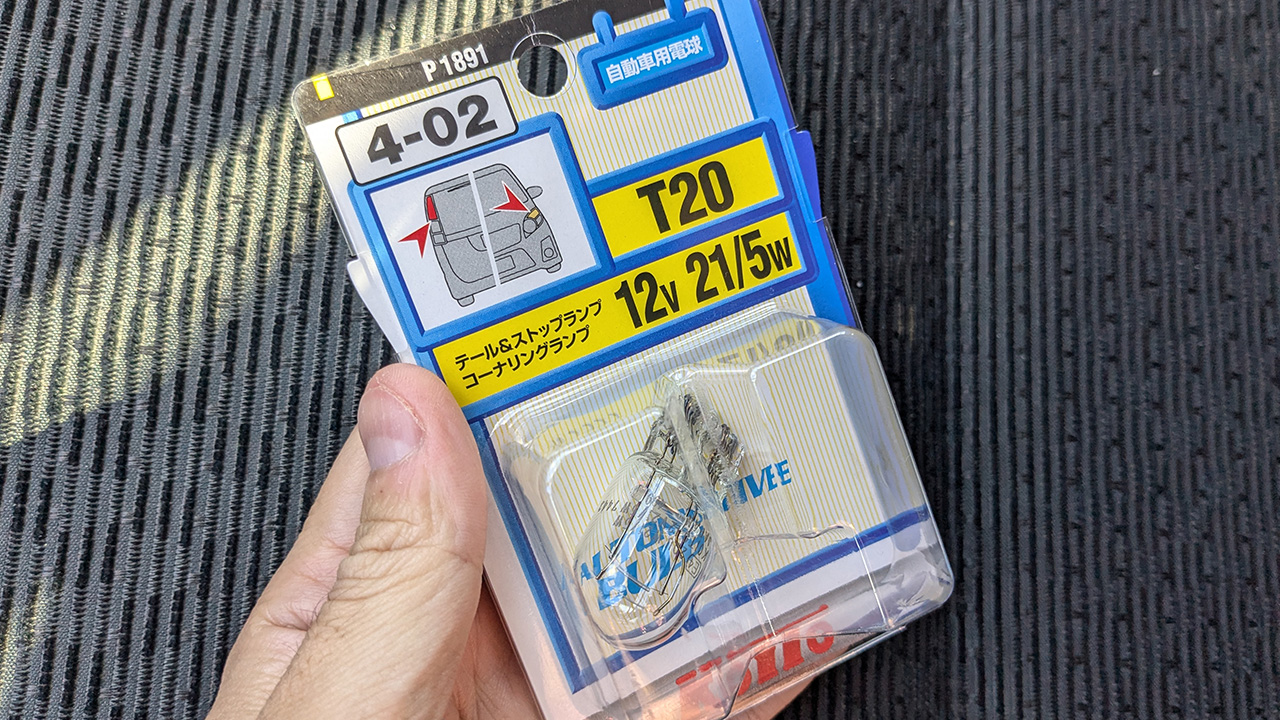 P1891
自動車用電球
4-02
T20
12V 21/5W
テール&ストップランプ
コーナリングランプ